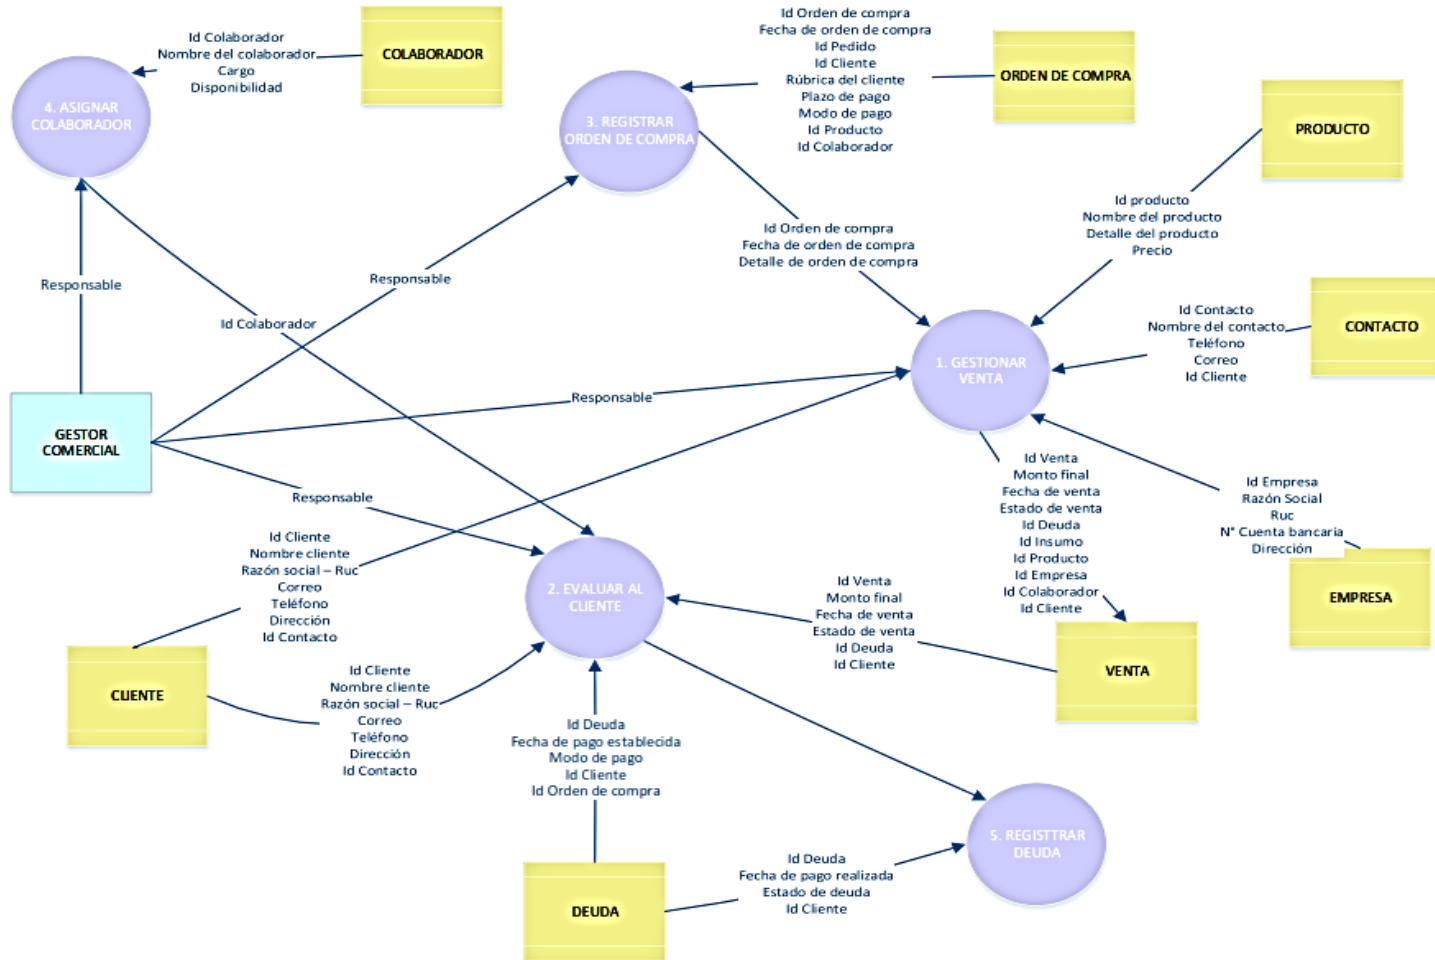 Id Colaborador
Nombre del colaborador
Cargo
Disponibilidad
COLABORADOR
4. ASIGNAR
COLABORADOR
Id Orden de compra
Fecha de orden de compra
Id Pedido
Id Cliente
Rúbrica del cliente
Plazo de pago
Modo de pago
Id Producto
Id Colaborador
ORDEN DE COMPRA
3. REGISTRAR
ORDEN DE COMPRA
PRODUCTO
Id producto
Nombre del producto
Detalle del producto
Precio
Id Orden de compra
Fecha de orden de compra
Detalle de orden de compra
Responsable
Responsable
Id Colaborador
Id Contacto
Nombre del contacto
Teléfono
Correo
Id Cliente
CONTACTO
1. GESTIONAR
VENTA
Responsable
GESTOR
COMERCIAL
Responsable
Id Venta
Monto final
Fecha de venta
Estado de venta
Id Deuda
Id Insumo
Id Producto
Id Empresa
Id Colaborador
Id Cliente
Id Empresa
Razón Social
Ruc
N° Cuenta bancaria
Dirección
EMPRESA
Id Cliente
Nombre cliente
Razón social – Ruc
Correo
Teléfono
Dirección
Id Contacto
2. EVALUAR AL
CLIENTE
Id Venta
Monto final
Fecha de venta
Estado de venta
Id Deuda
Id Cliente
VENTA
CLIENTE
Id Cliente
Nombre cliente
Razón social – Ruc
Correo
Teléfono
Dirección
Id Contacto
Id Deuda
Fecha de pago establecida
Modo de pago
Id Cliente
Id Orden de compra
5. REGISTTRAR
DEUDA
Id Deuda
Fecha de pago realizada
Estado de deuda
Id Cliente
DEUDA